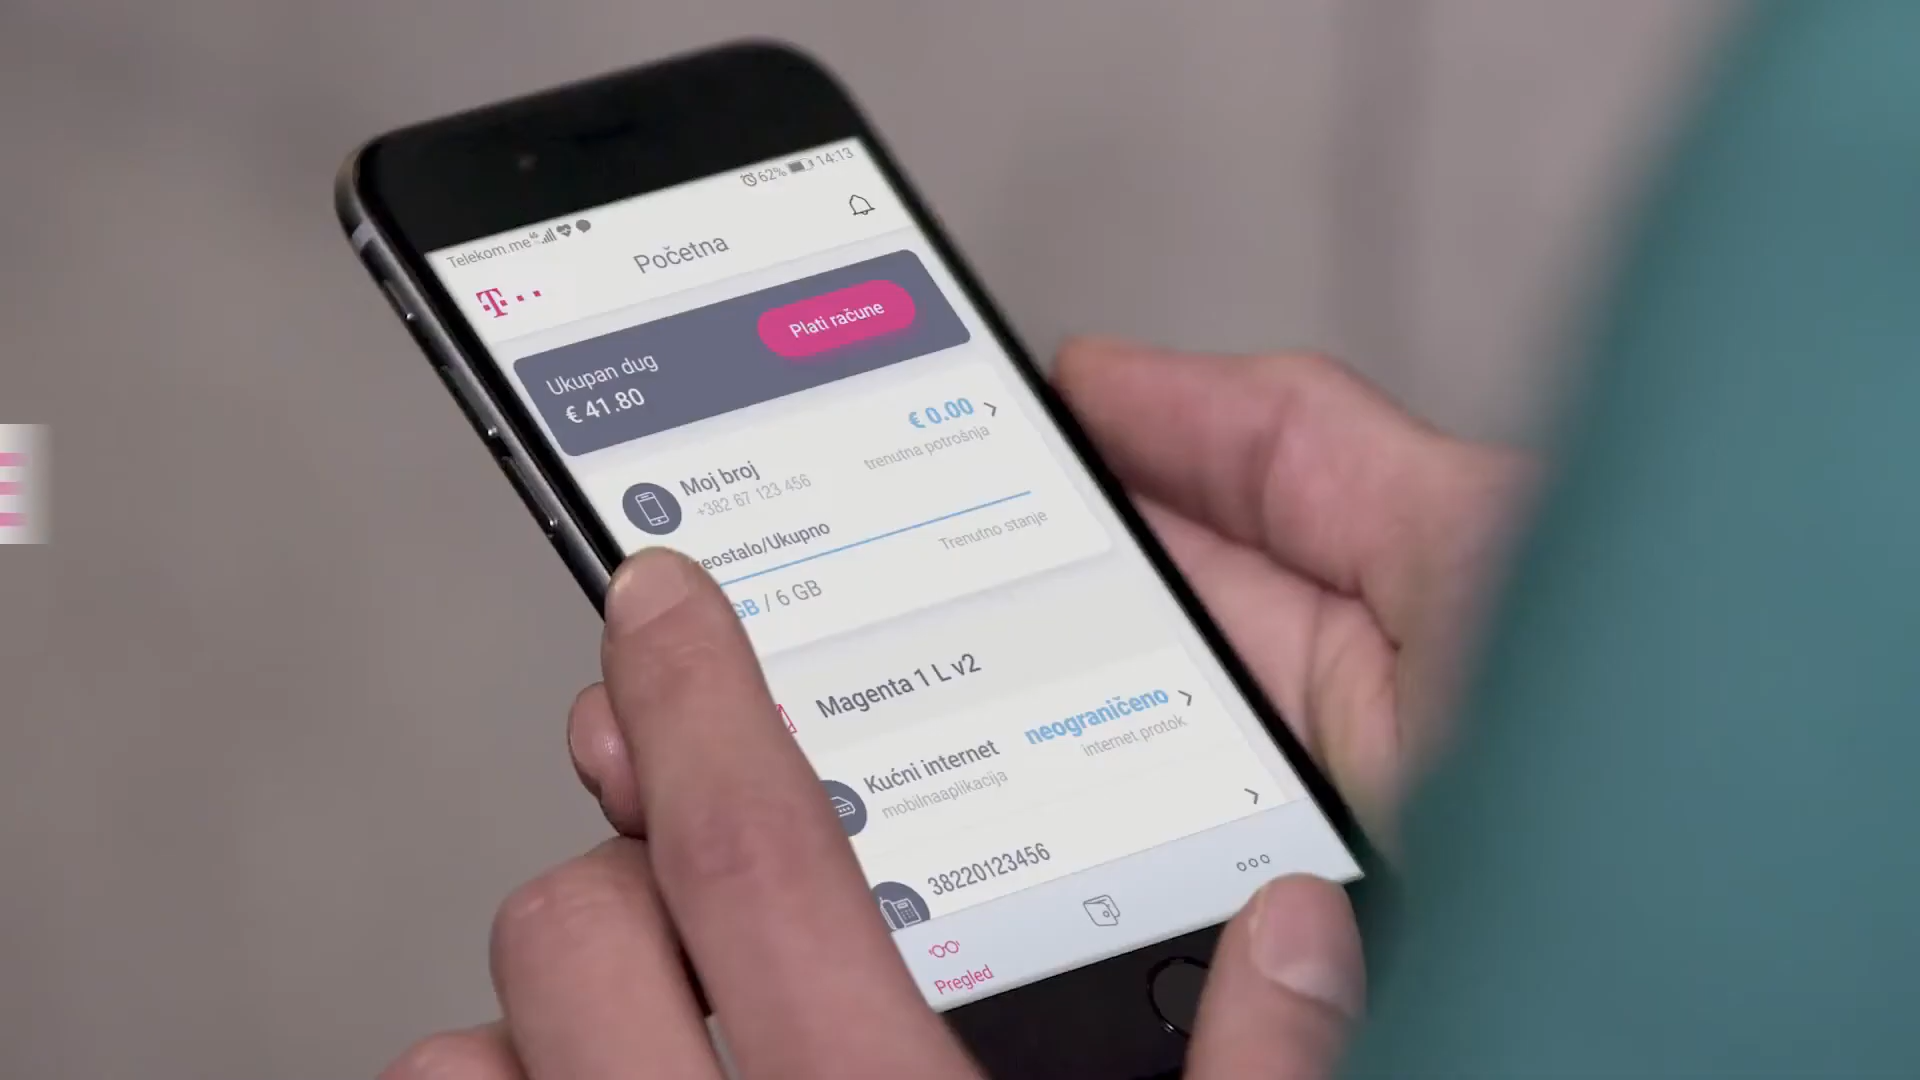 Telekom.me
62% 14:13
Početna
T
Ukupan dug
€ 41.80
Plati račune
Moj broj
+382 67 123 456
€ 0.00
trenutna potrošnja
/Ukupno
Trenutno stanje
GB / 6 GB
Magenta 1 L v2
Kućni internet
mobilnaaplikacija
neograničeno
internet protok
38220123456
Pregled